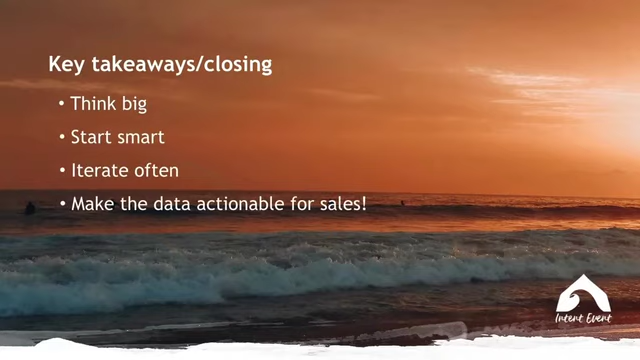 Key takeaways/closing
• Think big
• Start smart
• Iterate often
• Make the data actionable for sales!
Intent Event